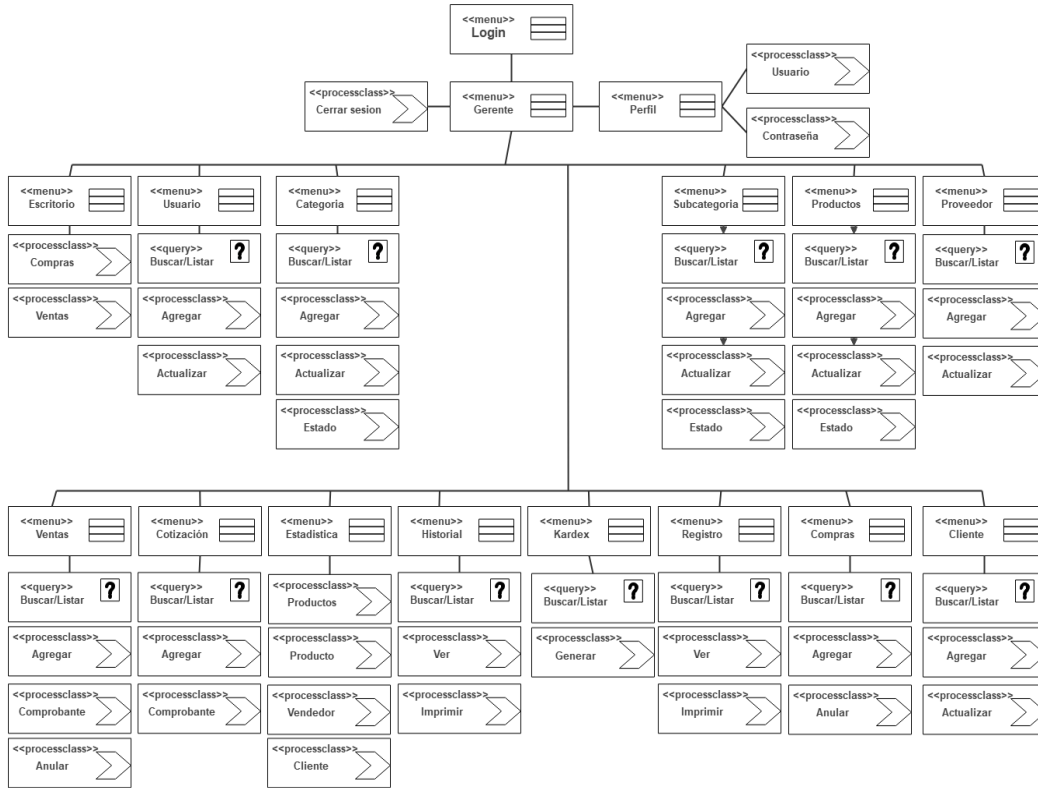 <<menu>>
Login
<<processclass>>
Cerrar sesion
<<menu>>
Gerente
<<menu>>
Perfil
<<processclass>>
Usuario
<<processclass>>
Contraseña
<<menu>>
Escritorio
<<menu>>
Usuario
<<menu>>
Categoria
<<menu>>
Subcategoria
<<menu>>
Productos
<<menu>>
Proveedor
<<processclass>>
Compras
<<query>>
Buscar/Listar
<<query>>
Buscar/Listar
<<query>>
Buscar/Listar
<<query>>
Buscar/Listar
<<query>>
Buscar/Listar
<<processclass>>
Ventas
<<processclass>>
Agregar
<<processclass>>
Agregar
<<processclass>>
Agregar
<<processclass>>
Agregar
<<processclass>>
Agregar
<<processclass>>
Actualizar
<<processclass>>
Actualizar
<<processclass>>
Actualizar
<<processclass>>
Actualizar
<<processclass>>
Actualizar
<<processclass>>
Estado
<<processclass>>
Estado
<<processclass>>
Estado
<<menu>>
Ventas
<<menu>>
Cotización
<<menu>>
Estadistica
<<menu>>
Historial
<<menu>>
Kardex
<<menu>>
Registro
<<menu>>
Compras
<<menu>>
Cliente
<<query>>
Buscar/Listar
<<query>>
Buscar/Listar
<<processclass>>
Productos
<<query>>
Buscar/Listar
<<query>>
Buscar/Listar
<<query>>
Buscar/Listar
<<query>>
Buscar/Listar
<<query>>
Buscar/Listar
<<processclass>>
Agregar
<<processclass>>
Agregar
<<processclass>>
Producto
<<processclass>>
Ver
<<processclass>>
Generar
<<processclass>>
Ver
<<processclass>>
Agregar
<<processclass>>
Agregar
<<processclass>>
Comprobante
<<processclass>>
Comprobante
<<processclass>>
Vendedor
<<processclass>>
Imprimir
<<processclass>>
Imprimir
<<processclass>>
Anular
<<processclass>>
Actualizar
<<processclass>>
Anular
<<processclass>>
Cliente